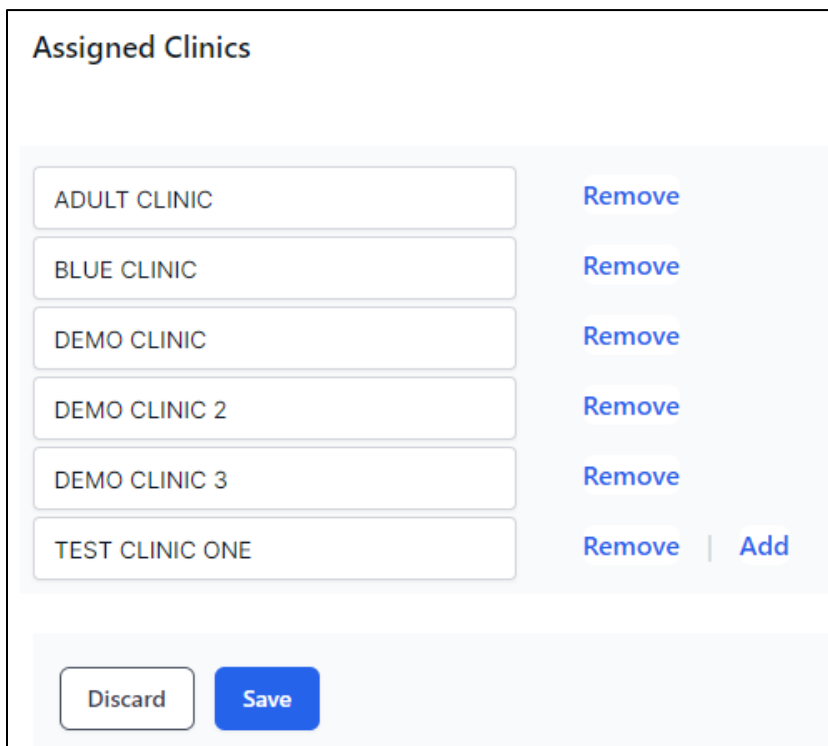 Assigned Clinics
ADULT CLINIC Remove
BLUE CLINIC Remove
DEMO CLINIC Remove
DEMO CLINIC 2 Remove
DEMO CLINIC 3 Remove
TEST CLINIC ONE Remove | Add
Discard Save